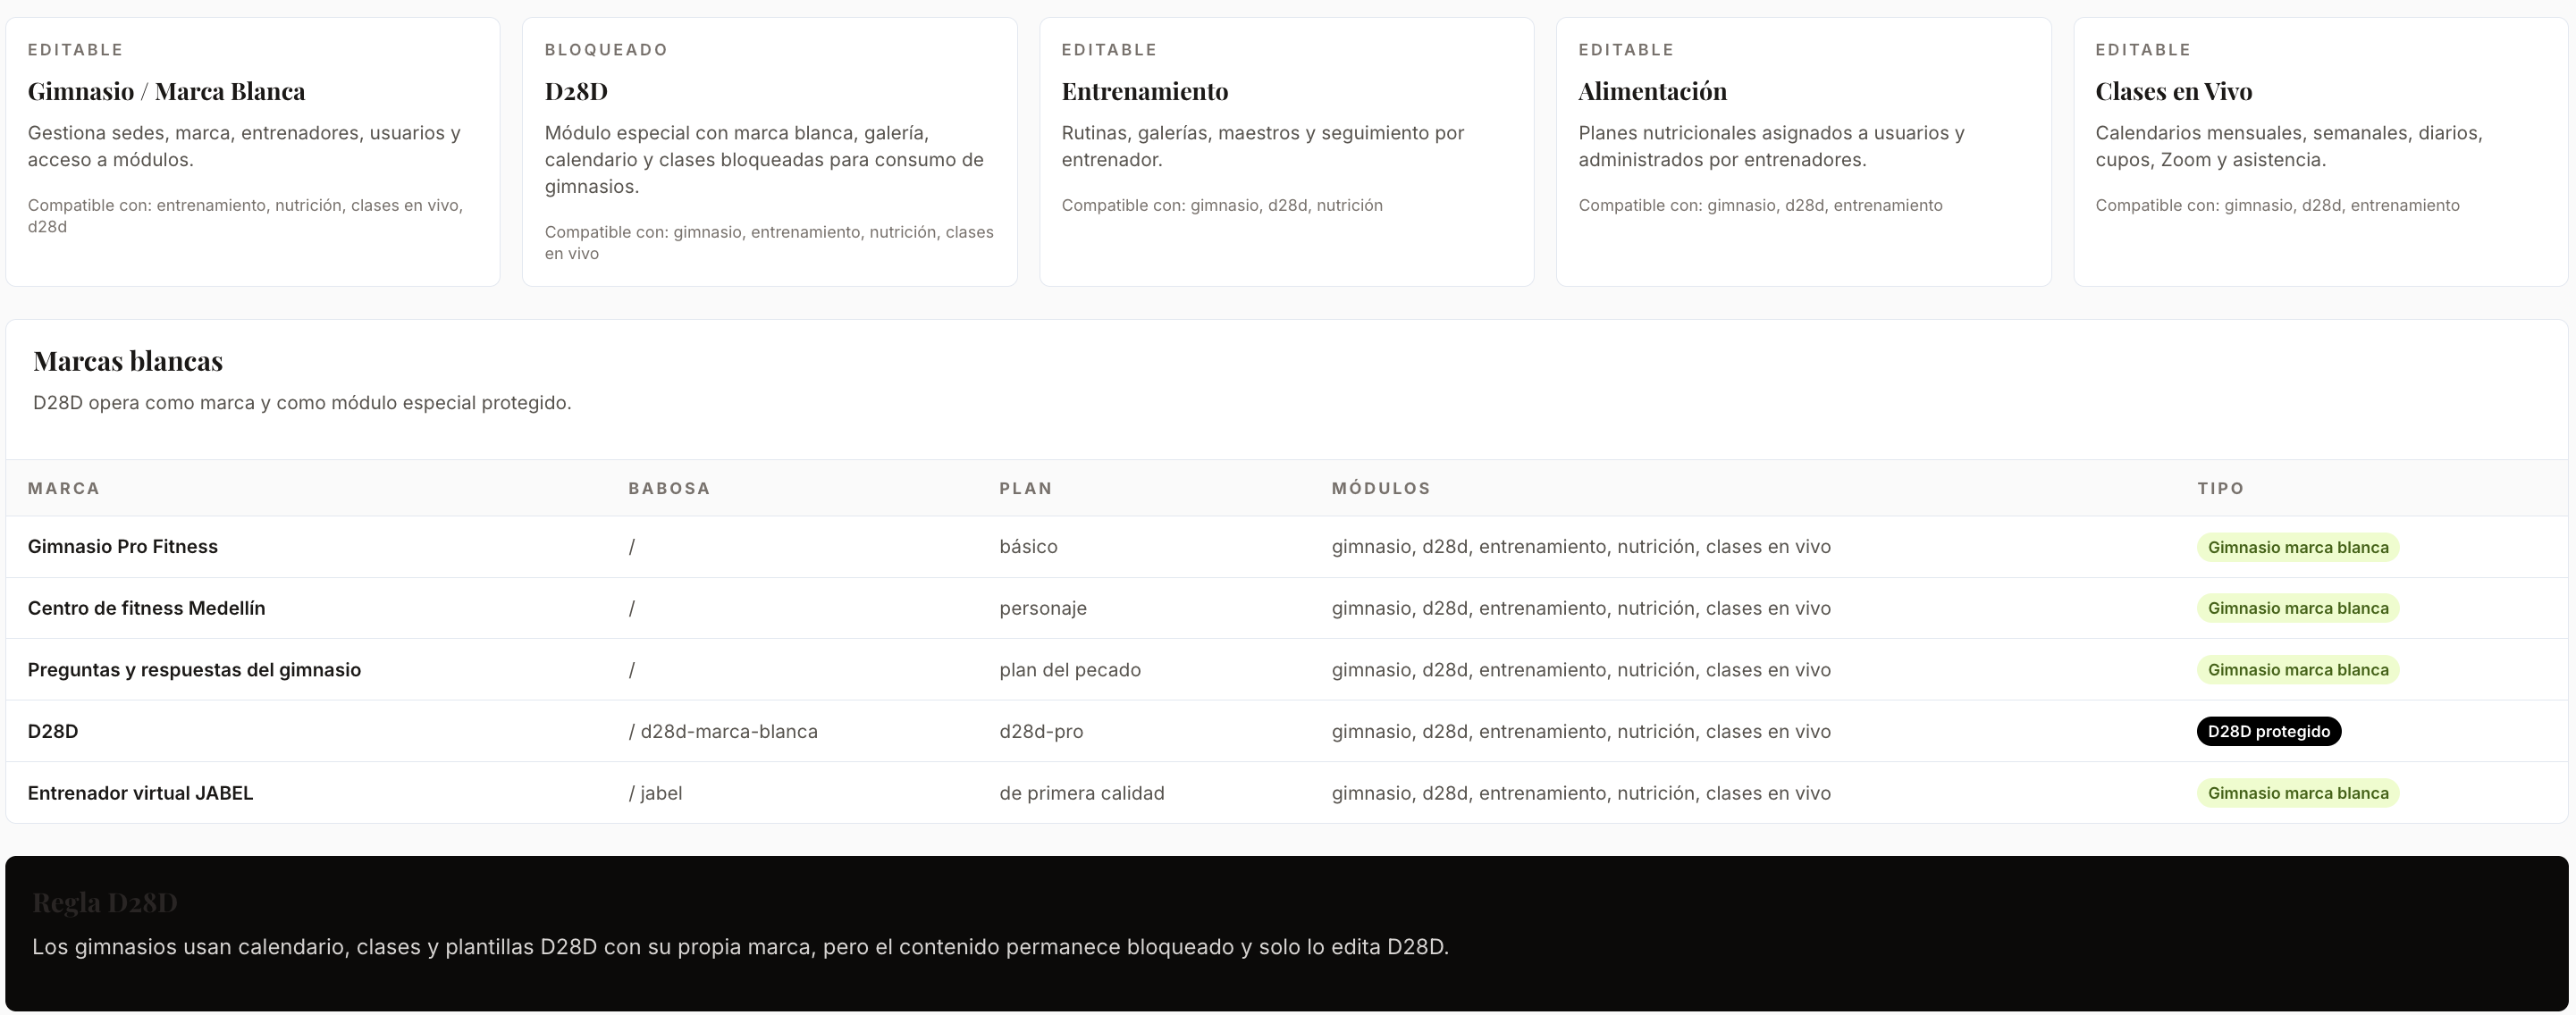 EDITABLE
Gimnasio / Marca Blanca
Gestiona sedes, marca, entrenadores, usuarios y
acceso a módulos.
Compatible con: entrenamiento, nutrición, clases en vivo,
d28d
BLOQUEADO
D28D
Módulo especial con marca blanca, galería,
calendario y clases bloqueadas para consumo de
gimnasios.
Compatible con: gimnasio, entrenamiento, nutrición, clases
en vivo
EDITABLE
Entrenamiento
Rutinas, galerías, maestros y seguimiento por
entrenador.
Compatible con: gimnasio, d28d, nutrición
EDITABLE
Alimentación
Planes nutricionales asignados a usuarios y
administrados por entrenadores.
Compatible con: gimnasio, d28d, entrenamiento
EDITABLE
Clases en Vivo
Calendarios mensuales, semanales, diarios,
cupos, Zoom y asistencia.
Compatible con: gimnasio, d28d, entrenamiento
Marcas blancas
D28D opera como marca y como módulo especial protegido.
MARCA BABOSA PLAN MÓDULOS TIPO
Gimnasio Pro Fitness / básico gimnasio, d28d, entrenamiento, nutrición, clases en vivo Gimnasio marca blanca
Centro de fitness Medellín / personaje gimnasio, d28d, entrenamiento, nutrición, clases en vivo Gimnasio marca blanca
Preguntas y respuestas del gimnasio / plan del pecado gimnasio, d28d, entrenamiento, nutrición, clases en vivo Gimnasio marca blanca
D28D / d28d-marca-blanca d28d-pro gimnasio, d28d, entrenamiento, nutrición, clases en vivo D28D protegido
Entrenador virtual JABEL / jabel de primera calidad gimnasio, d28d, entrenamiento, nutrición, clases en vivo Gimnasio marca blanca
Regla D28D
Los gimnasios usan calendario, clases y plantillas D28D con su propia marca, pero el contenido permanece bloqueado y solo lo edita D28D.